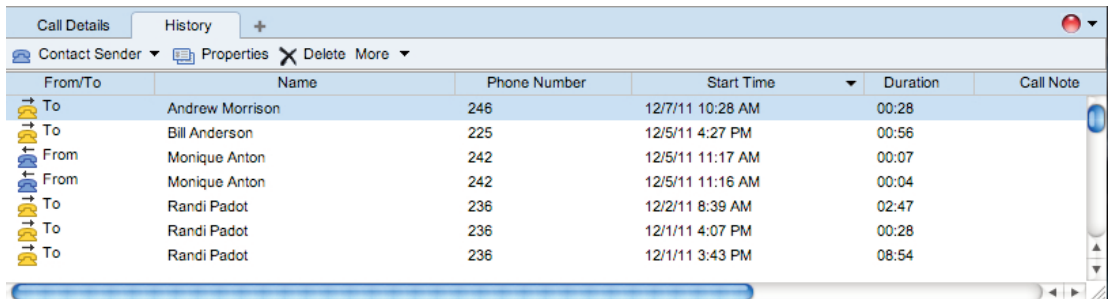 Call Details History +
Contact Sender Properties Delete More
From/To Name Phone Number Start Time Duration Call Note
To Andrew Morrison 246 12/7/11 10:28 AM 00:28
To Bill Anderson 225 12/5/11 4:27 PM 00:56
From Monique Anton 242 12/5/11 11:17 AM 00:07
From Monique Anton 242 12/5/11 11:16 AM 00:04
To Randi Padot 236 12/2/11 8:39 AM 02:47
To Randi Padot 236 12/1/11 4:07 PM 00:28
To Randi Padot 236 12/1/11 3:43 PM 08:54